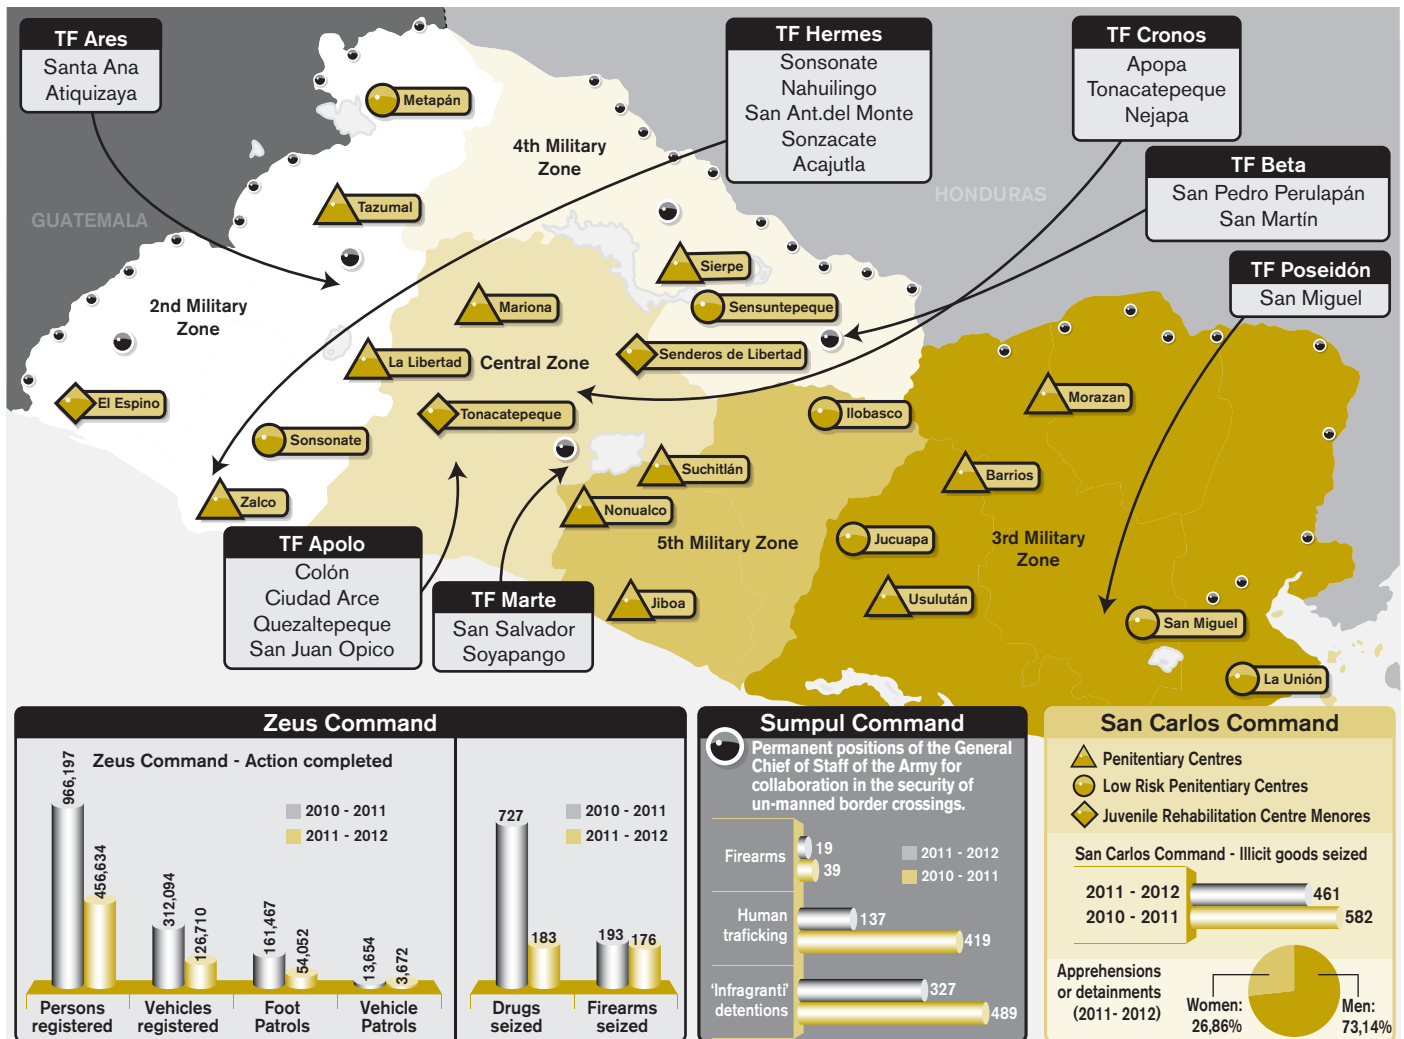 TF Ares
Santa Ana
Atiquizaya
TF Hermes
Sonsonate
Nahuilingo
San Ant.del Monte
Sonzacate
Acajutla
TF Cronos
Apopa
Tonacatepeque
Nejapa
TF Beta
San Pedro Perulapán
San Martín
TF Poseidón
San Miguel
GUATEMALA
HONDURAS
Metapán
4th Military
Zone
Tazumal
Sierpe
2nd Military
Zone
Mariona
Sensuntepeque
La Libertad
Central Zone
Senderos de Libertad
El Espino
Tonacatepeque
Ilobasco
Morazan
Sonsonate
Suchitlán
Barrios
Zalco
Nonualco
5th Military Zone
Jucuapa
3rd Military
Zone
Jiboa
Usulután
San Miguel
La Unión
TF Apolo
Colón
Ciudad Arce
Quezaltepeque
San Juan Opico
TF Marte
San Salvador
Soyapango
Zeus Command
Zeus Command - Action completed
2010 - 2011
2011 - 2012
966,197
456,634
312,094
126,710
161,467
54,052
13,654
3,672
Persons
registered
Vehicles
registered
Foot
Patrols
Vehicle
Patrols
2010 - 2011
2011 - 2012
727
183
193
176
Drugs
seized
Firearms
seized
Sumpul Command
Permanent positions of the General
Chief of Staff of the Army for
collaboration in the security of
un-manned border crossings.
2011 - 2012
2010 - 2011
Firearms
19
39
Human
traficking
137
419
'Infragranti'
detentions
327
489
San Carlos Command
Penitentiary Centres
Low Risk Penitentiary Centres
Juvenile Rehabilitation Centre Menores
San Carlos Command - Illicit goods seized
2011 - 2012
461
2010 - 2011
582
Apprehensions
or detainments
(2011- 2012)
Women:
26,86%
Men:
73,14%